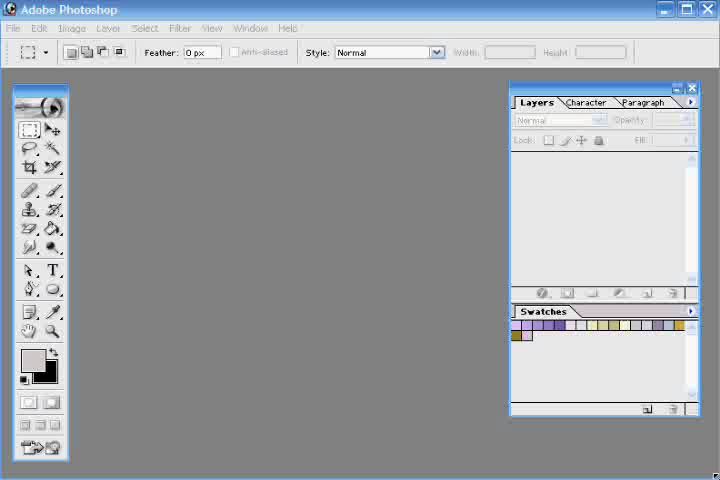 Adobe Photoshop
File Edit Image Layer Select Filter View Window Help
Feather: 0 px Anti-aliased Style: Normal Width: Height:
Layers Character Paragraph
Normal Opacity:
Lock: Fill:
T
Swatches